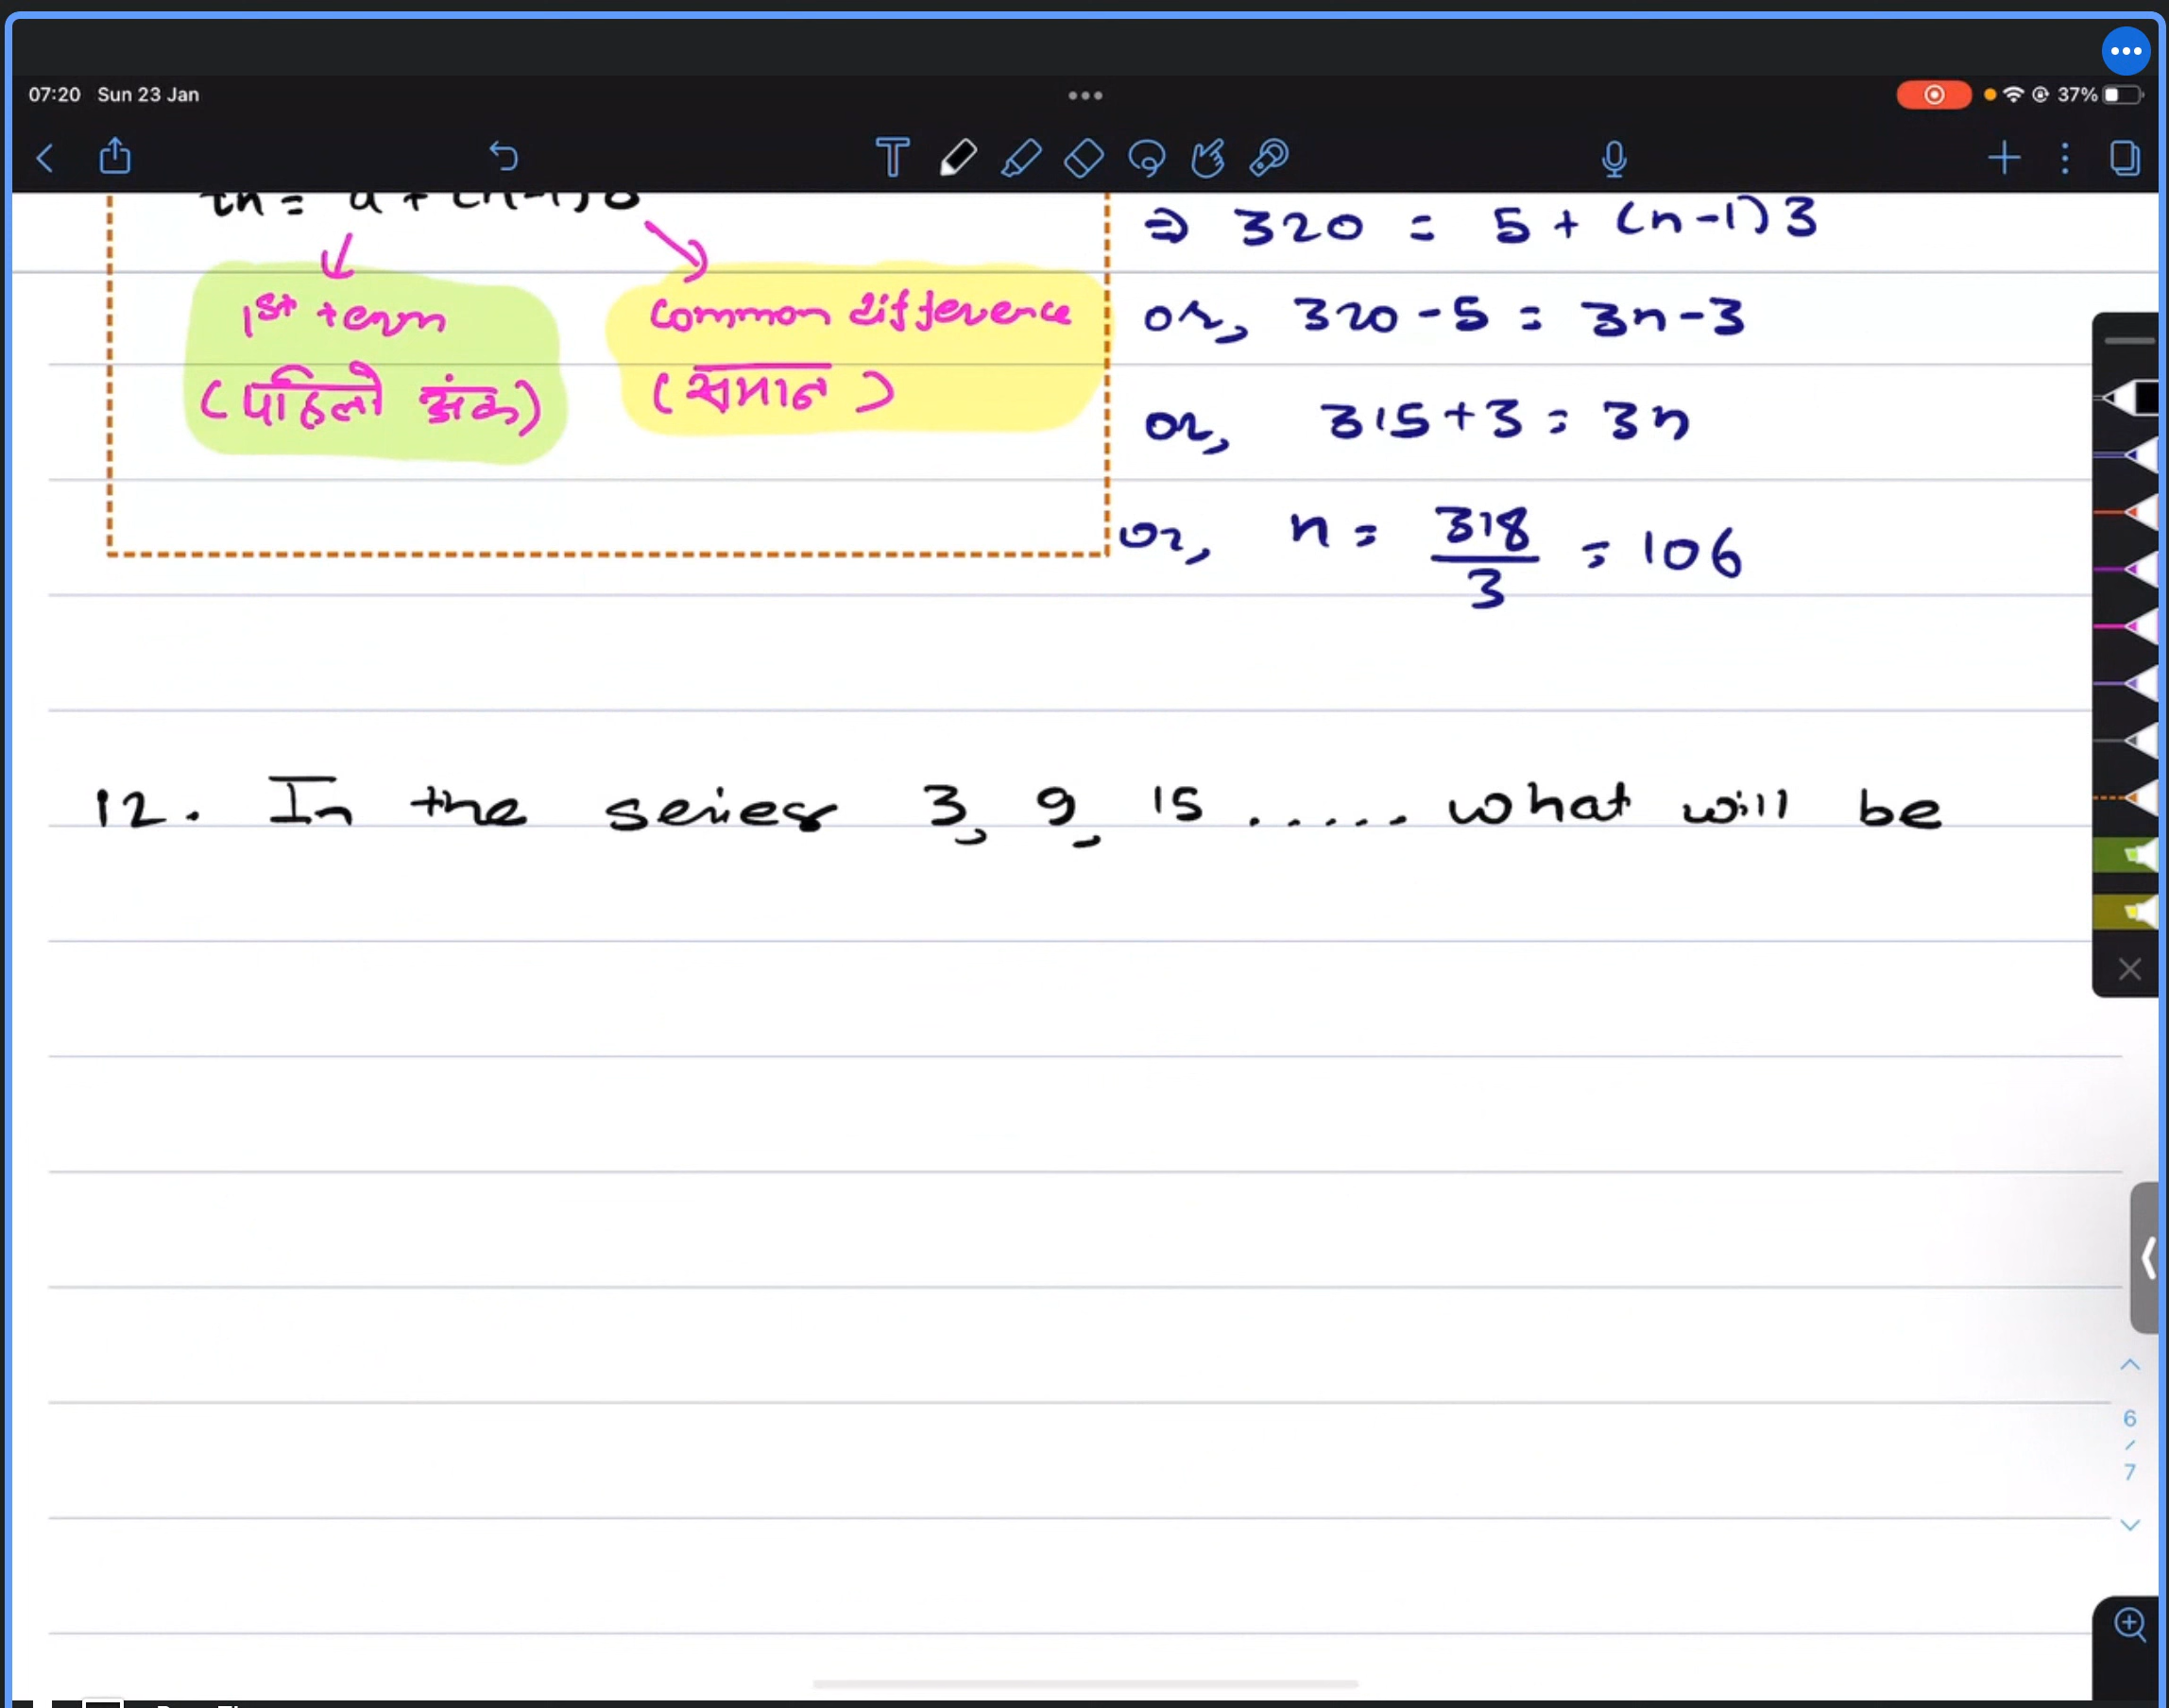 07:20 Sun 23 Jan
37%
tn = a + (n-1)d
1st term
(पहिलो अंक)
Common difference
(समान)
⇒ 320 = 5 + (n-1)3
or, 320-5 = 3n-3
or, 315+3 = 3n
or, n = 318/3 = 106
12. In the series 3, 9, 15 ..... what will be
6
/
7